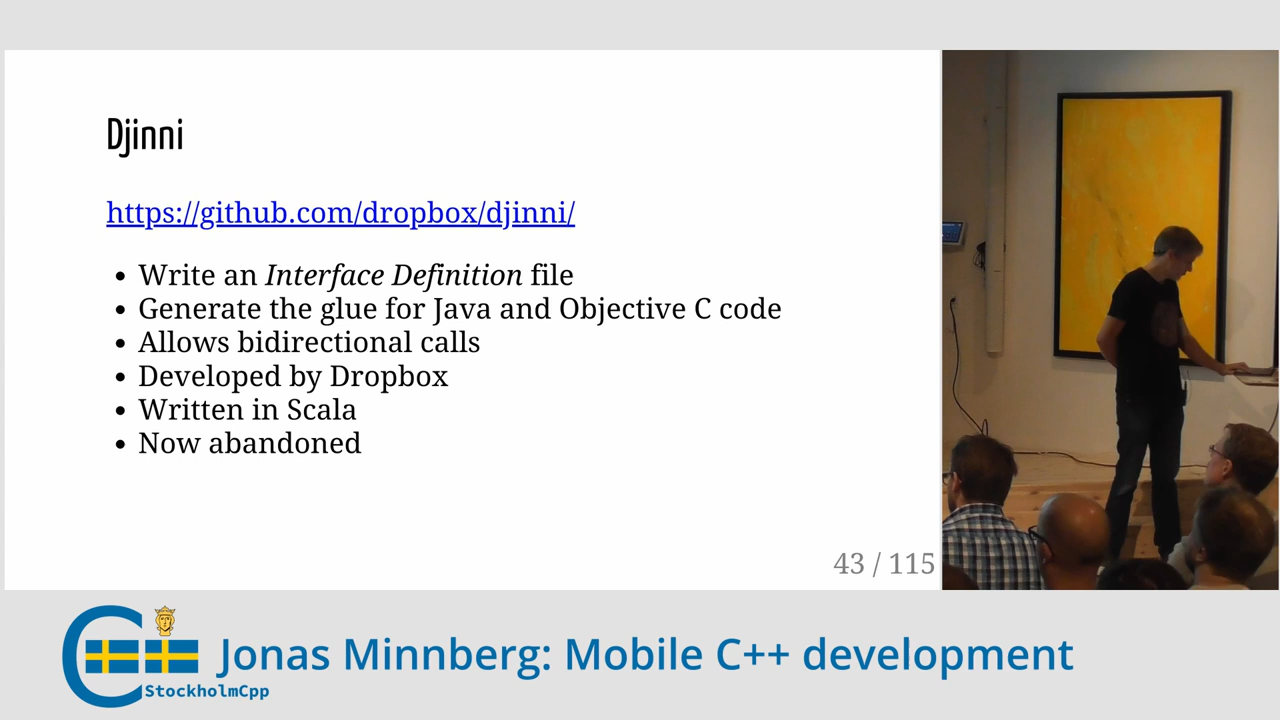 Djinni
https://github.com/dropbox/djinni/
Write an Interface Definition file
Generate the glue for Java and Objective C code
Allows bidirectional calls
Developed by Dropbox
Written in Scala
Now abandoned
43 / 115
Jonas Minnberg: Mobile C++ development
StockholmCpp